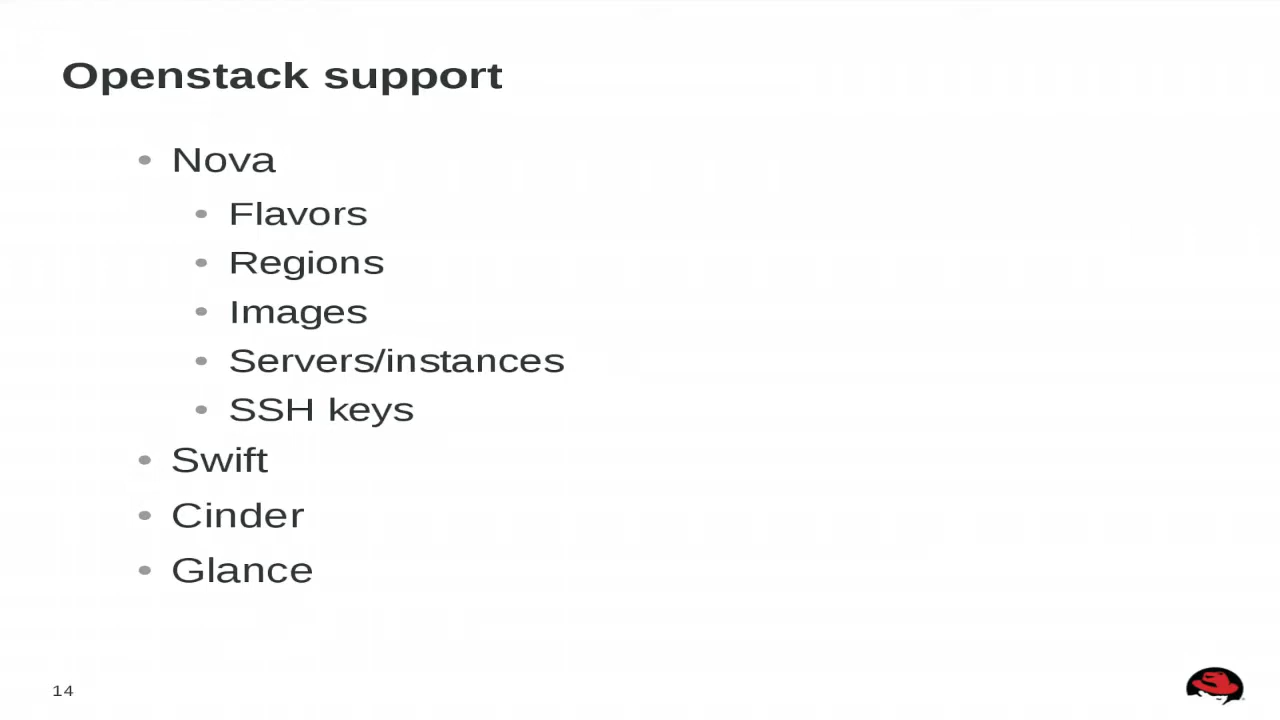 Openstack support
• Nova
• Flavors
• Regions
• Images
• Servers/instances
• SSH keys
• Swift
• Cinder
• Glance
14